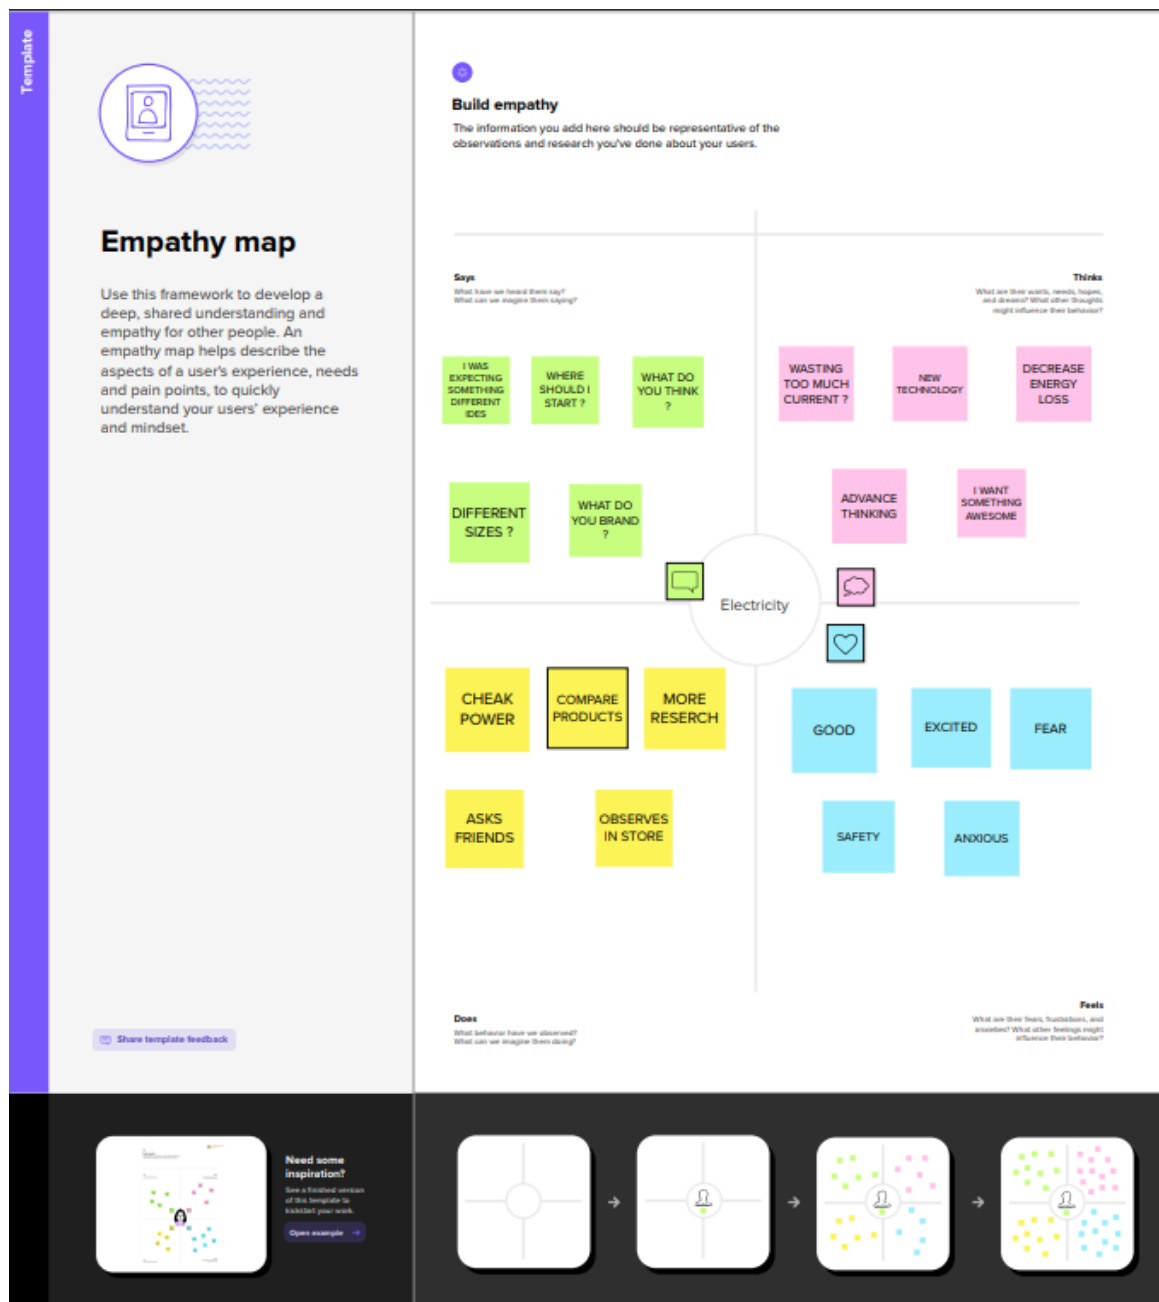 Template
Empathy map
Use this framework to develop a
deep, shared understanding and
empathy for other people. An
empathy map helps describe the
aspects of a user's experience, needs
and pain points, to quickly
understand your users' experience
and mindset.
Share template feedback
Build empathy
The information you add here should be representative of the
observations and research you've done about your users.
Says
What have we heard them say?
What can we imagine them saying?
Thinks
What are their wants, needs, hopes,
and dreams? What other thoughts
might influence their behavior?
I WAS
EXPECTING
SOMETHING
DIFFERENT
IDES
WHERE
SHOULD I
START ?
WHAT DO
YOU THINK
?
DIFFERENT
SIZES ?
WHAT DO
YOU BRAND
?
WASTING
TOO MUCH
CURRENT ?
NEW
TECHNOLOGY
DECREASE
ENERGY
LOSS
ADVANCE
THINKING
I WANT
SOMETHING
AWESOME
Electricity
CHEAK
POWER
COMPARE
PRODUCTS
MORE
RESERCH
ASKS
FRIENDS
OBSERVES
IN STORE
GOOD
EXCITED
FEAR
SAFETY
ANXIOUS
Does
What behavior have we observed?
What can we imagine them doing?
Feels
What are their fears, frustrations, and
anxieties? What other feelings might
influence their behavior?
Need some
inspiration?
See a finished version
of this template to
kickstart your work.
Open example